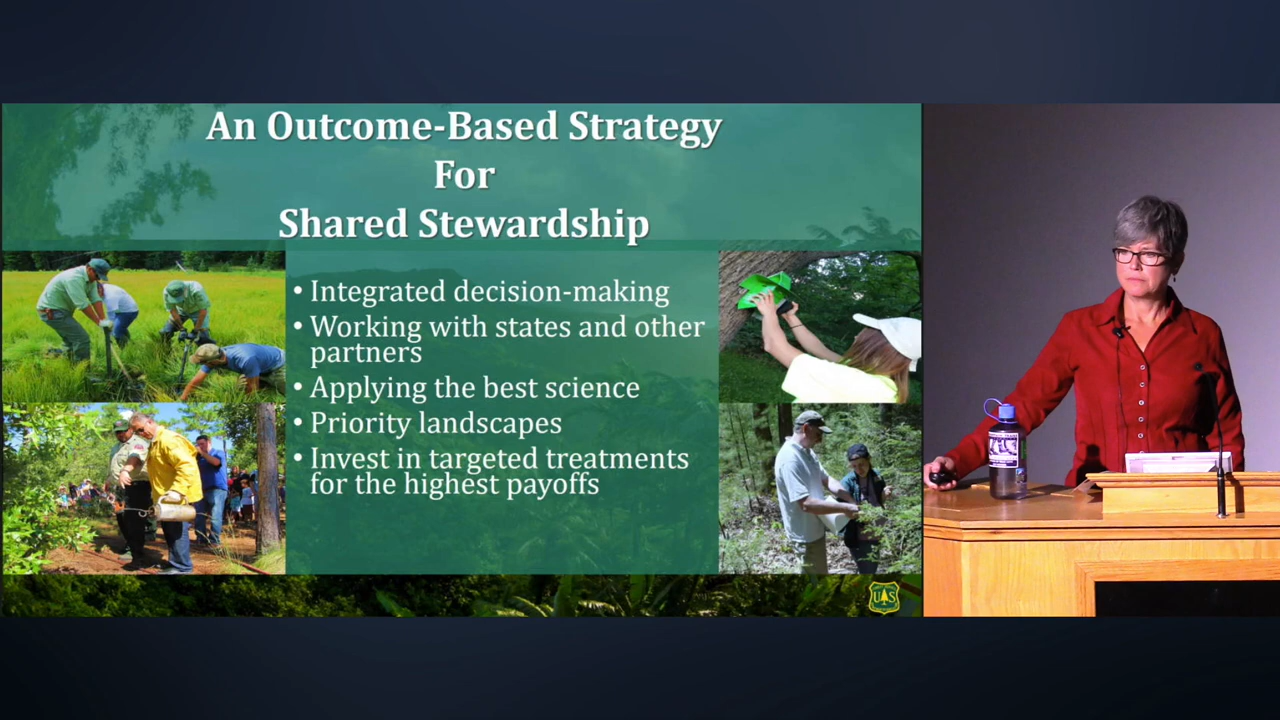 An Outcome-Based Strategy
For
Shared Stewardship
• Integrated decision-making
• Working with states and other
partners
• Applying the best science
• Priority landscapes
• Invest in targeted treatments
for the highest payoffs
U S